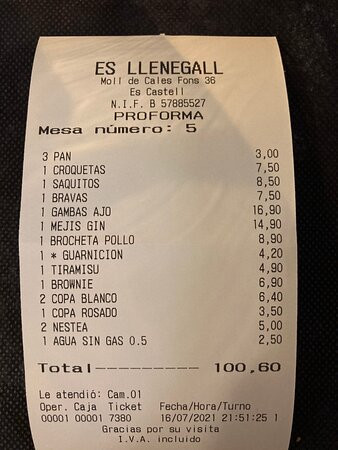 ES LLENEGALL
Moli de Cales Fons 36
Es Castell
N.I.F. B 57885527
PROFORMA
Mesa número: 5
3 PAN 3,00
1 CROQUETAS 7,50
1 SAQUITOS 8,50
1 BRAVAS 7,50
1 GAMBAS AJO 16,90
1 MEJIS GIN 14,90
1 BROCHETA POLLO 8,90
1 * GUARNICION 4,20
1 TIRAMISU 4,90
1 BROWNIE 6,90
2 COPA BLANCO 6,40
1 COPA ROSADO 3,50
2 NESTEA 5,00
1 AGUA SIN GAS 0.5 2,50
Total---------- 100,60
Le atendió: Cam.01
Oper. Caja Ticket Fecha/Hora/Turno
00001 00001 7380 16/07/2021 21:51:25 1
Gracias por su visita
I.V.A. incluido